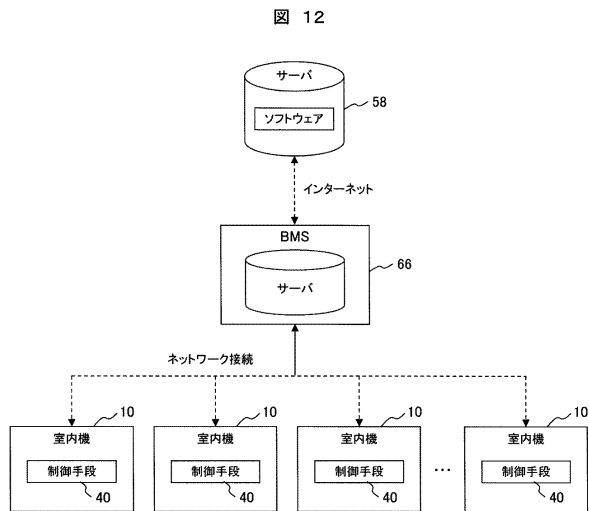 図 12
サーバ
ソフトウェア
58
インターネット
BMS
サーバ
66
ネットワーク接続
10
10
10
10
室内機
室内機
室内機
室内機
制御手段
制御手段
制御手段
…
制御手段
40
40
40
40